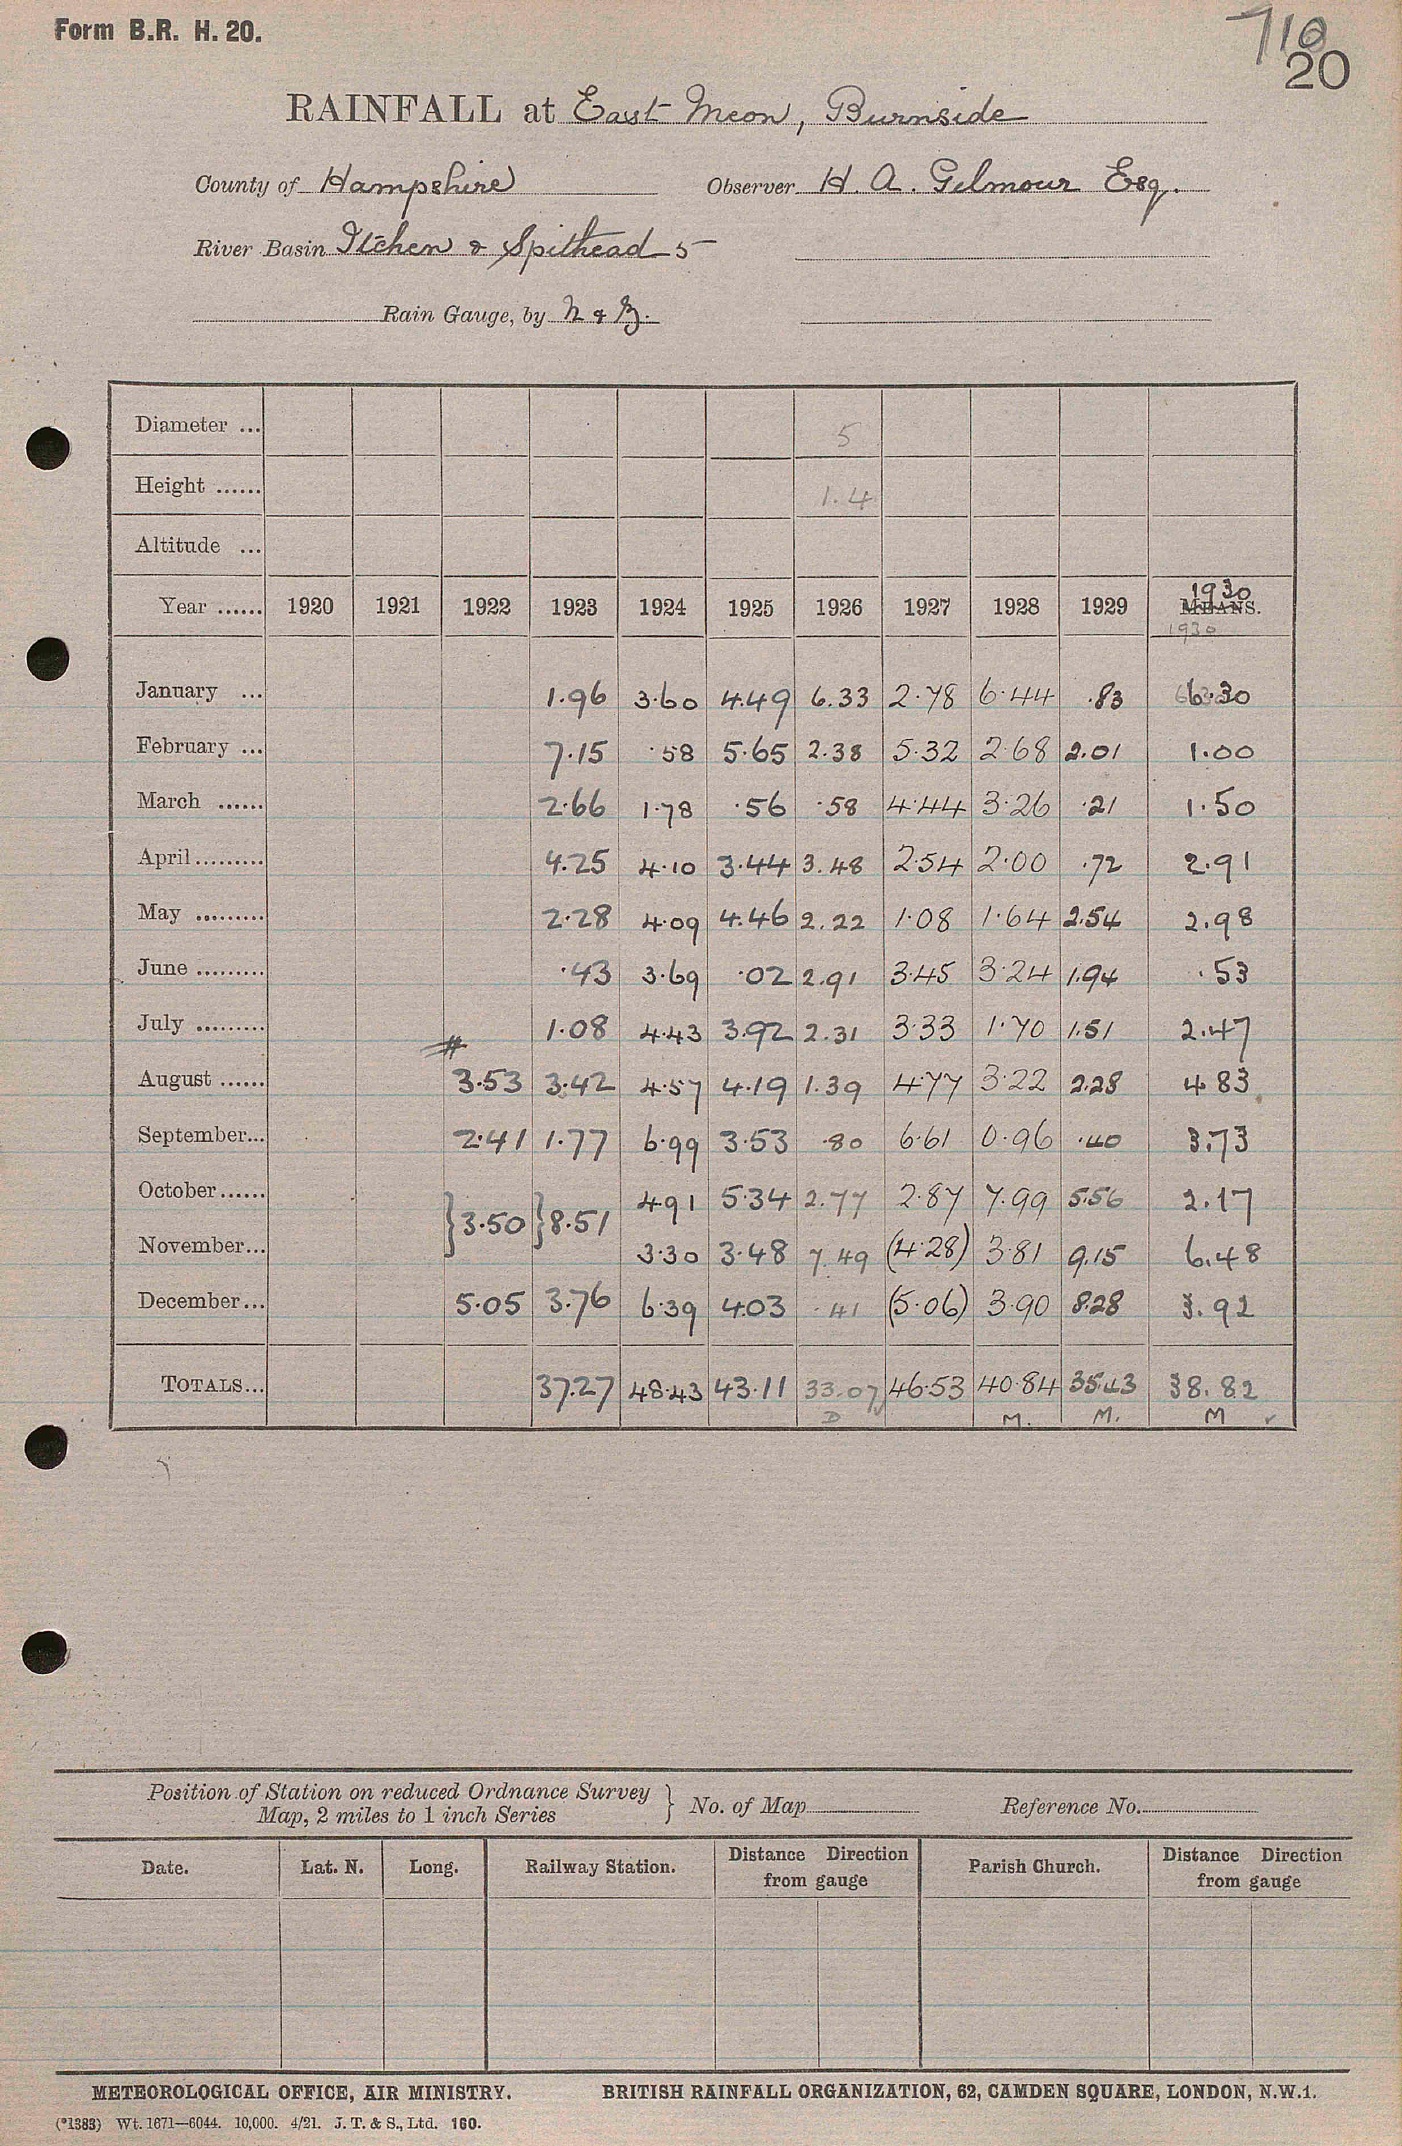 Form B.R. H. 20.
710
20
RAINFALL at East Meon, Burnside
County of Hampshire Observer H. A. Gilmour Esq.
River Basin Itchen & Spithead 5
Rain Gauge, by N & Z.
Diameter ... 5
Height ...... 1.4
Altitude ...
1930
Year ...... 1920 1921 1922 1923 1924 1925 1926 1927 1928 1929 MEANS.
1930
January ... 1.96 3.60 4.49 6.33 2.78 6.44 .83 6.30
February ... 7.15 .58 5.65 2.38 5.32 2.68 2.01 1.00
March ...... 2.66 1.78 .56 .58 4.44 3.26 .21 1.50
April ......... 4.25 4.10 3.44 3.48 2.54 2.00 .72 2.91
May ......... 2.28 4.09 4.46 2.22 1.08 1.64 2.54 2.98
June ......... .43 3.69 .02 2.91 3.45 3.24 1.94 .53
July ......... # 1.08 4.43 3.92 2.31 3.33 1.70 1.51 2.47
August ...... 3.53 3.42 4.57 4.19 1.39 4.77 3.22 2.28 4.83
September... 2.41 1.77 6.99 3.53 .80 6.61 0.96 .40 3.73
October ...... } 3.50 } 8.51 4.91 5.34 2.77 2.87 7.99 5.56 2.17
November... 3.30 3.48 7.49 (4.28) 3.81 9.15 6.48
December... 5.05 3.76 6.39 4.03 .41 (5.06) 3.90 8.28 3.92
TOTALS... 37.27 48.43 43.11 33.07 46.53 40.84 35.43 38.82
D M. M. M ✓
Position of Station on reduced Ordnance Survey
Map, 2 miles to 1 inch Series } No. of Map Reference No.
Date. Lat. N. Long. Railway Station. Distance Direction from gauge Parish Church. Distance Direction from gauge
METEOROLOGICAL OFFICE, AIR MINISTRY. BRITISH RAINFALL ORGANIZATION, 62, CAMDEN SQUARE, LONDON, N.W.1.
(*1383) Wt. 1671—6044. 10,000. 4/21. J. T. & S., Ltd. 160.